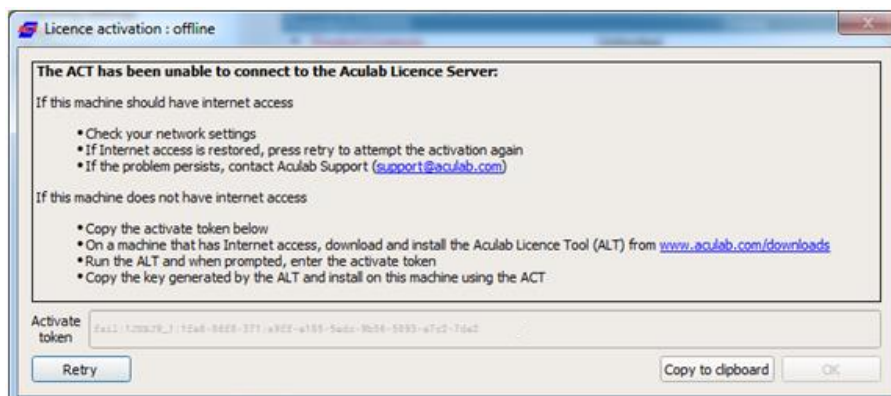 Licence activation : offline
The ACT has been unable to connect to the Aculab Licence Server:
If this machine should have internet access
• Check your network settings
• If Internet access is restored, press retry to attempt the activation again
• If the problem persists, contact Aculab Support (support@aculab.com)
If this machine does not have internet access
• Copy the activate token below
• On a machine that has Internet access, download and install the Aculab Licence Tool (ALT) from www.aculab.com/downloads
• Run the ALT and when prompted, enter the activate token
• Copy the key generated by the ALT and install on this machine using the ACT
Activate
token
Retry
Copy to clipboard
OK